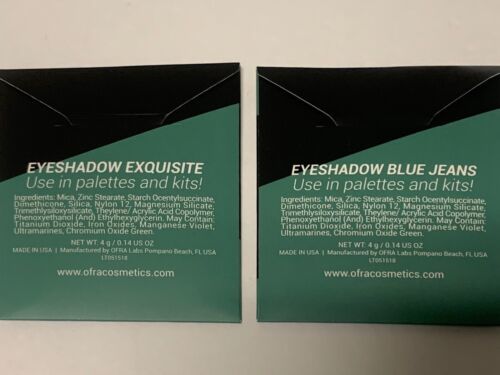 EYESHADOW EXQUISITE
Use in palettes and kits!
Ingredients: Mica, Zinc Stearate, Starch Ocentylsuccinate,
Dimethicone, Silica, Nylon 12, Magnesium Silicate,
Trimethylsiloxysilicate, Theylene/ Acrylic Acid Copolymer,
Phenoxyethanol (And) Ethylhexyglycerin. May Contain:
Titanium Dioxide, Iron Oxides, Manganese Violet,
Ultramarines, Chromium Oxide Green.
NET WT: 4 g / 0.14 US OZ
MADE IN USA | Manufactured by OFRA Labs Pompano Beach, FL USA
LT051518
www.ofracosmetics.com
EYESHADOW BLUE JEANS
Use in palettes and kits!
Ingredients: Mica, Zinc Stearate, Starch Ocentylsuccinate,
Dimethicone, Silica, Nylon 12, Magnesium Silicate,
Trimethylsiloxysilicate, Theylene/ Acrylic Acid Copolymer,
Phenoxyethanol (And) Ethylhexyglycerin. May Contain:
Titanium Dioxide, Iron Oxides, Manganese Violet,
Ultramarines, Chromium Oxide Green.
NET WT: 4 g / 0.14 US OZ
MADE IN USA | Manufactured by OFRA Labs Pompano Beach, FL USA
LT051518
www.ofracosmetics.com